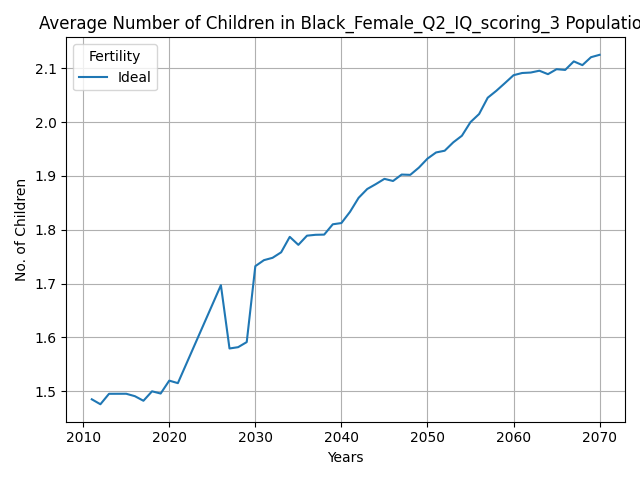 Average Number of Children in Black_Female_Q2_IQ_scoring_3 Populatio
Fertility
Ideal
No. of Children
2.1
2.0
1.9
1.8
1.7
1.6
1.5
2010 2020 2030 2040 2050 2060 2070
Years